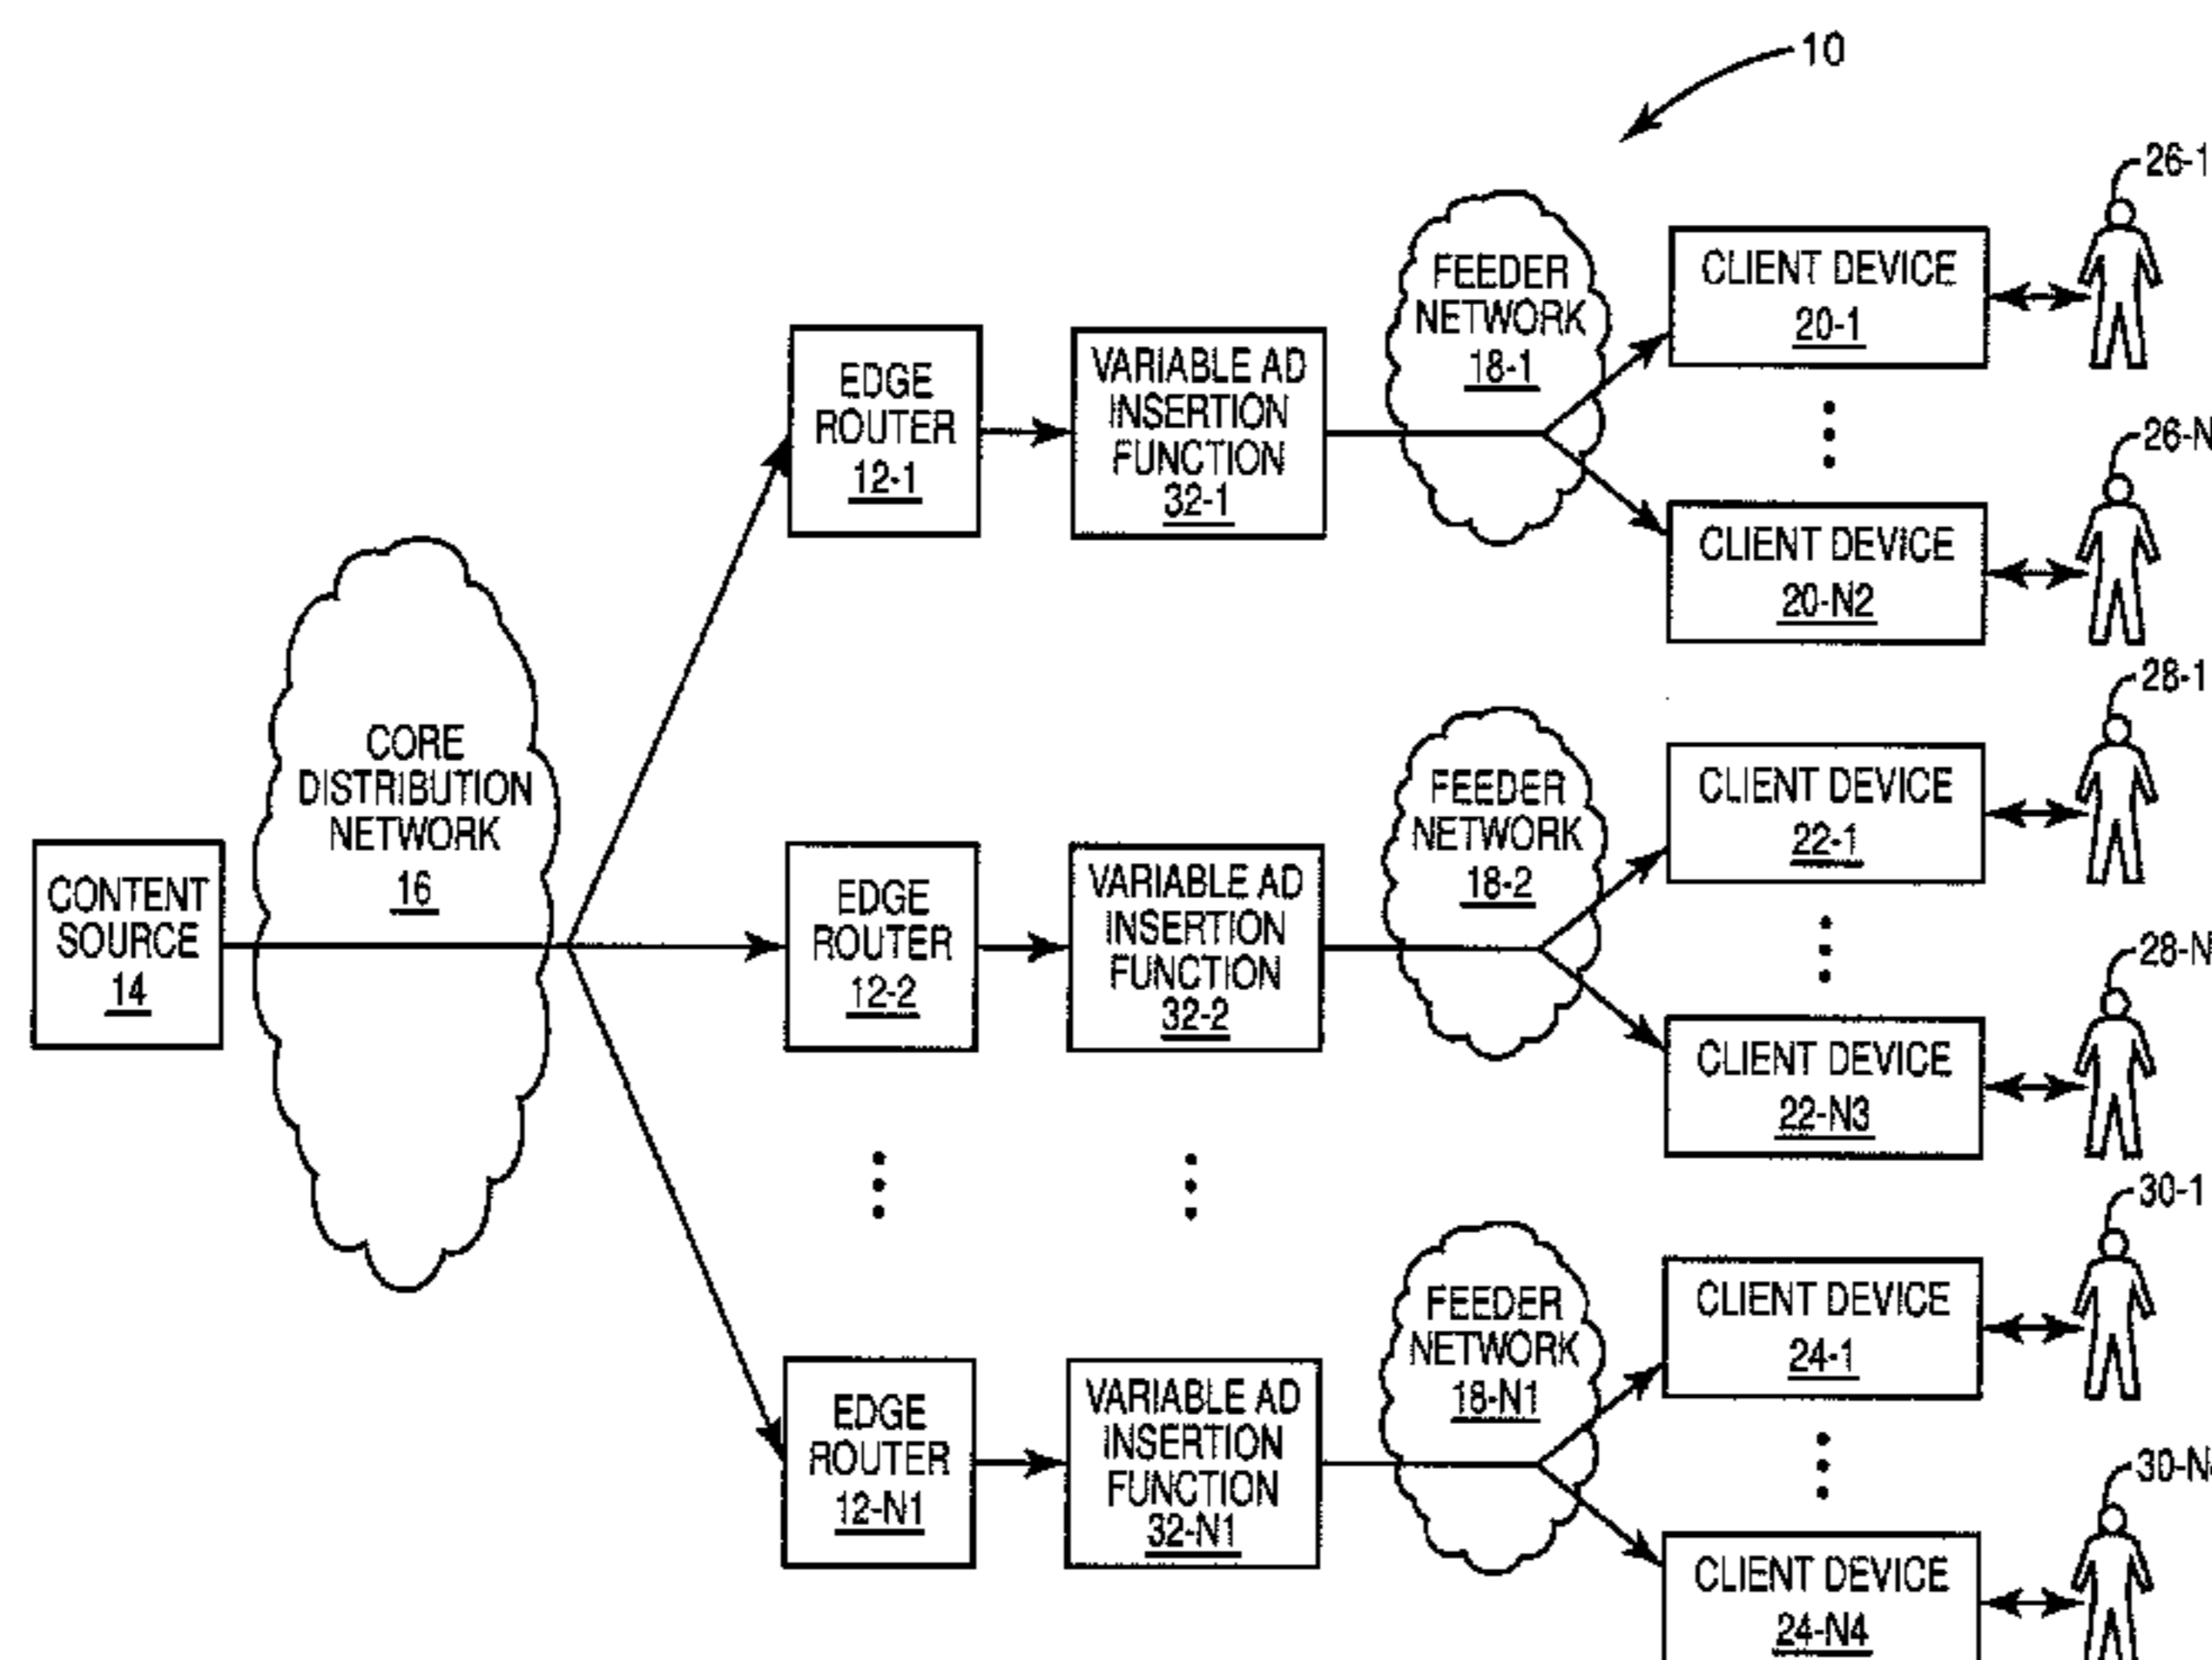 10
26-1
FEEDER
NETWORK
18-1
CLIENT DEVICE
20-1
EDGE
ROUTER
12-1
VARIABLE AD
INSERTION
FUNCTION
32-1
26-N
CLIENT DEVICE
20-N2
28-1
CORE
DISTRIBUTION
NETWORK
16
FEEDER
NETWORK
18-2
CLIENT DEVICE
22-1
CONTENT
SOURCE
14
EDGE
ROUTER
12-2
VARIABLE AD
INSERTION
FUNCTION
32-2
28-N
CLIENT DEVICE
22-N3
30-1
FEEDER
NETWORK
18-N1
CLIENT DEVICE
24-1
EDGE
ROUTER
12-N1
VARIABLE AD
INSERTION
FUNCTION
32-N1
30-N
CLIENT DEVICE
24-N4